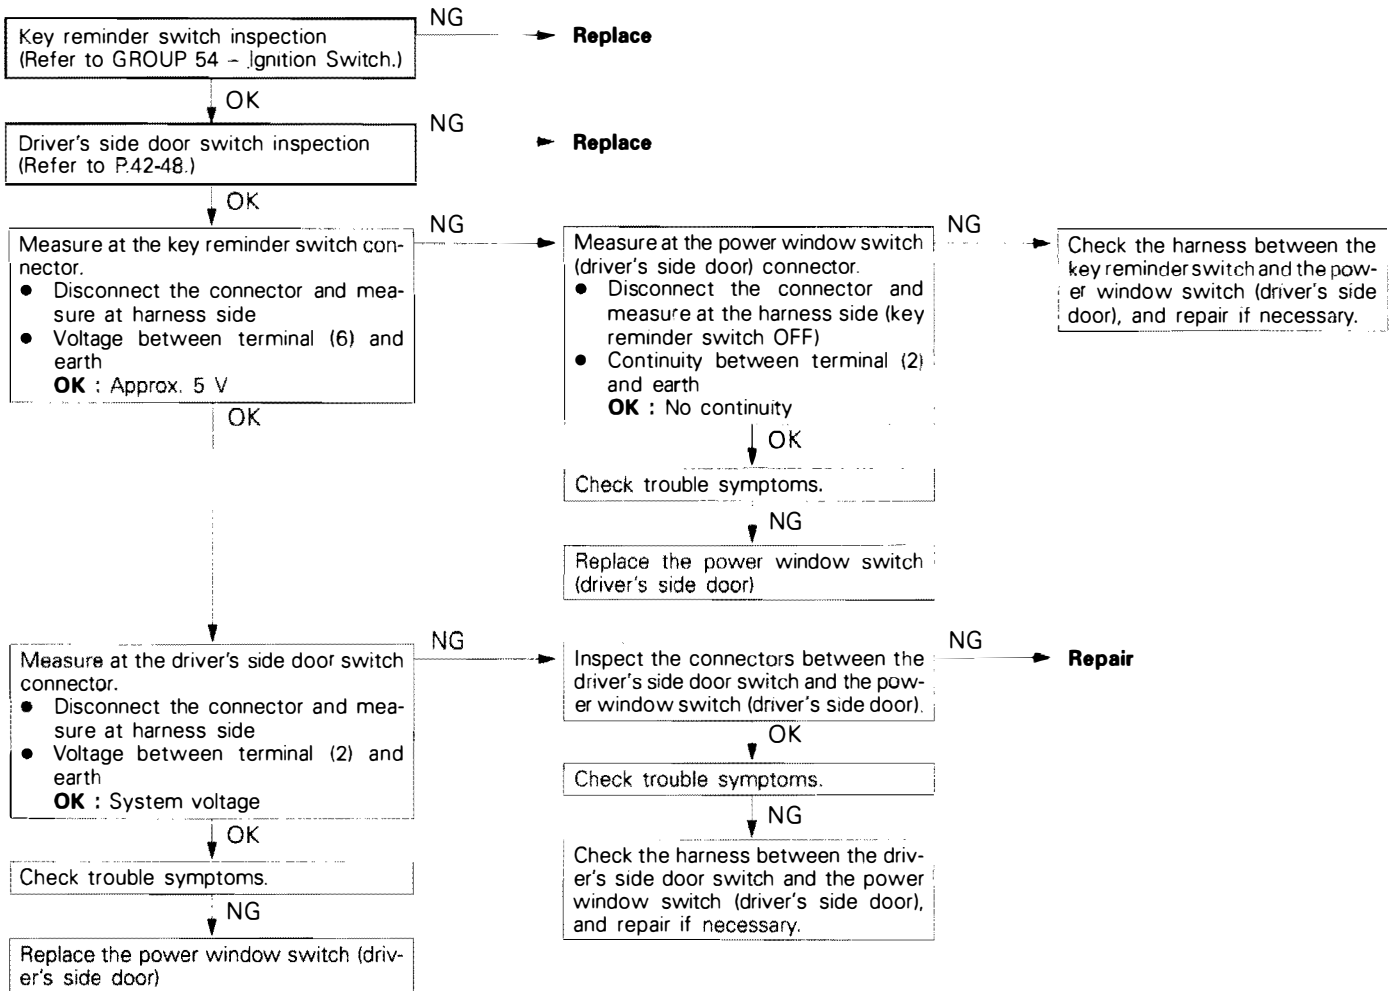 Key reminder switch inspection
(Refer to GROUP 54 – Ignition Switch.)
NG
Replace
OK
Driver's side door switch inspection
(Refer to P.42-48.)
NG
Replace
OK
Measure at the key reminder switch con-
nector.
● Disconnect the connector and mea-
sure at harness side
● Voltage between terminal (6) and
earth
OK : Approx. 5 V
NG
Measure at the power window switch
(driver's side door) connector.
● Disconnect the connector and
measure at the harness side (key
reminder switch OFF)
● Continuity between terminal (2)
and earth
OK : No continuity
NG
Check the harness between the
key reminder switch and the pow-
er window switch (driver's side
door), and repair if necessary.
OK
OK
Check trouble symptoms.
NG
Replace the power window switch
(driver's side door)
Measure at the driver's side door switch
connector.
● Disconnect the connector and mea-
sure at harness side
● Voltage between terminal (2) and
earth
OK : System voltage
NG
Inspect the connectors between the
driver's side door switch and the pow-
er window switch (driver's side door).
NG
Repair
OK
Check trouble symptoms.
NG
Check the harness between the driv-
er's side door switch and the power
window switch (driver's side door),
and repair if necessary.
OK
Check trouble symptoms.
NG
Replace the power window switch (driv-
er's side door)